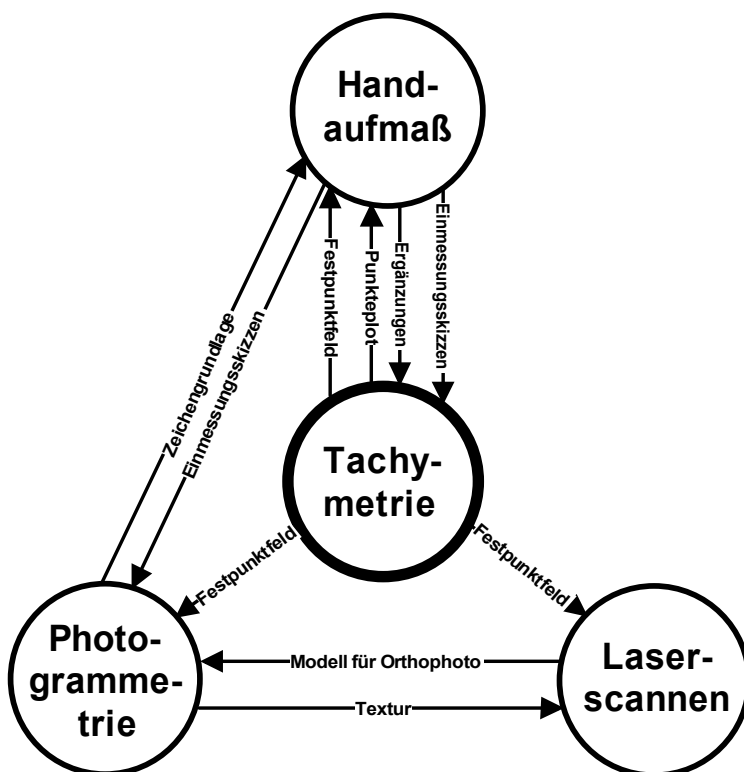 Hand-
aufmaß
Zeichengrundlage
Einmessungsskizzen
Festpunktfeld
Punkteplot
Ergänzungen
Einmessungsskizzen
Tachy-
metrie
Festpunktfeld
Festpunktfeld
Photo-
gramme-
trie
Modell für Orthophoto
Textur
Laser-
scannen